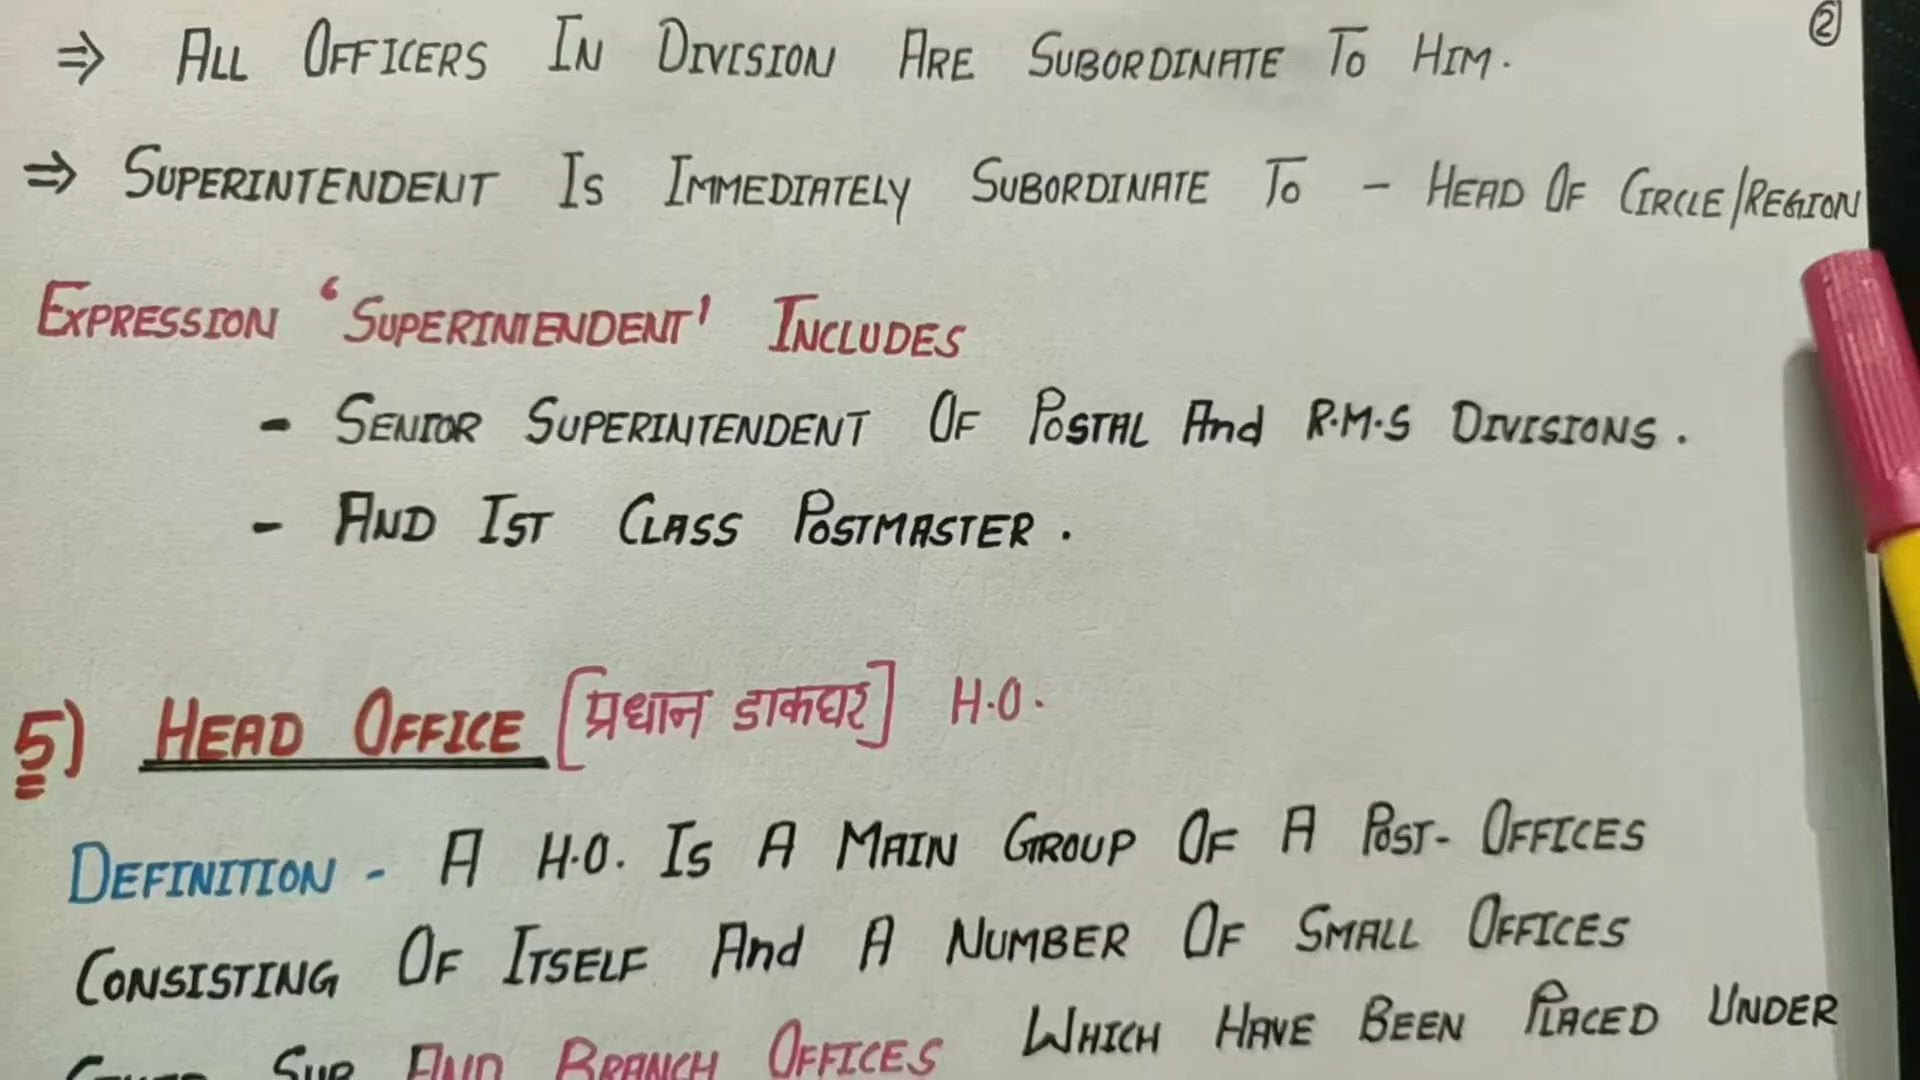 ②
⇒ ALL OFFICERS IN DIVISION ARE SUBORDINATE TO HIM.
⇒ SUPERINTENDENT IS IMMEDIATELY SUBORDINATE TO - HEAD OF CIRCLE/REGION
EXPRESSION ‘SUPERINTENDENT’ INCLUDES
- SENIOR SUPERINTENDENT OF POSTAL And R.M.S DIVISIONS.
- AND IST CLASS POSTMASTER.
5) HEAD OFFICE [प्रधान डाकघर] H.O.
DEFINITION - A H.O. IS A MAIN GROUP OF A POST- OFFICES
CONSISTING OF ITSELF And A NUMBER OF SMALL OFFICES
SUB AND BRANCH OFFICES WHICH HAVE BEEN PLACED UNDER